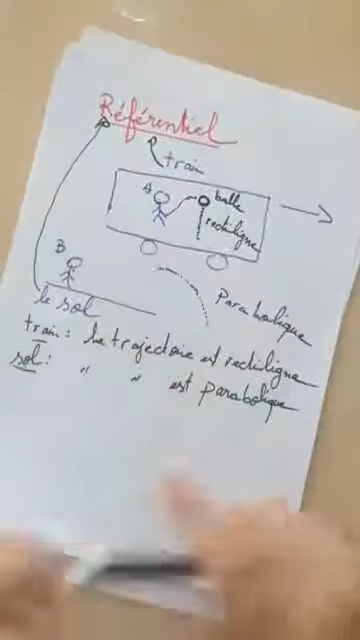 Référentiel
train
A
balle
rectiligne
B
Parabolique
le sol
train : la trajectoire est rectiligne
sol : " " est parabolique